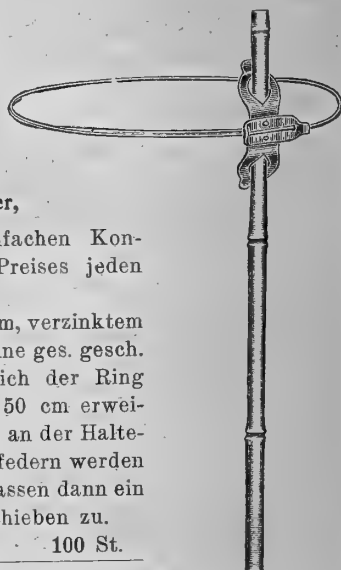 er,
fachen Kon-
Preises jeden
m, verzinktem
ne ges. gesch.
ich der Ring
50 cm erwei-
an der Halte-
federn werden
assen dann ein
hieben zu.
100 St.